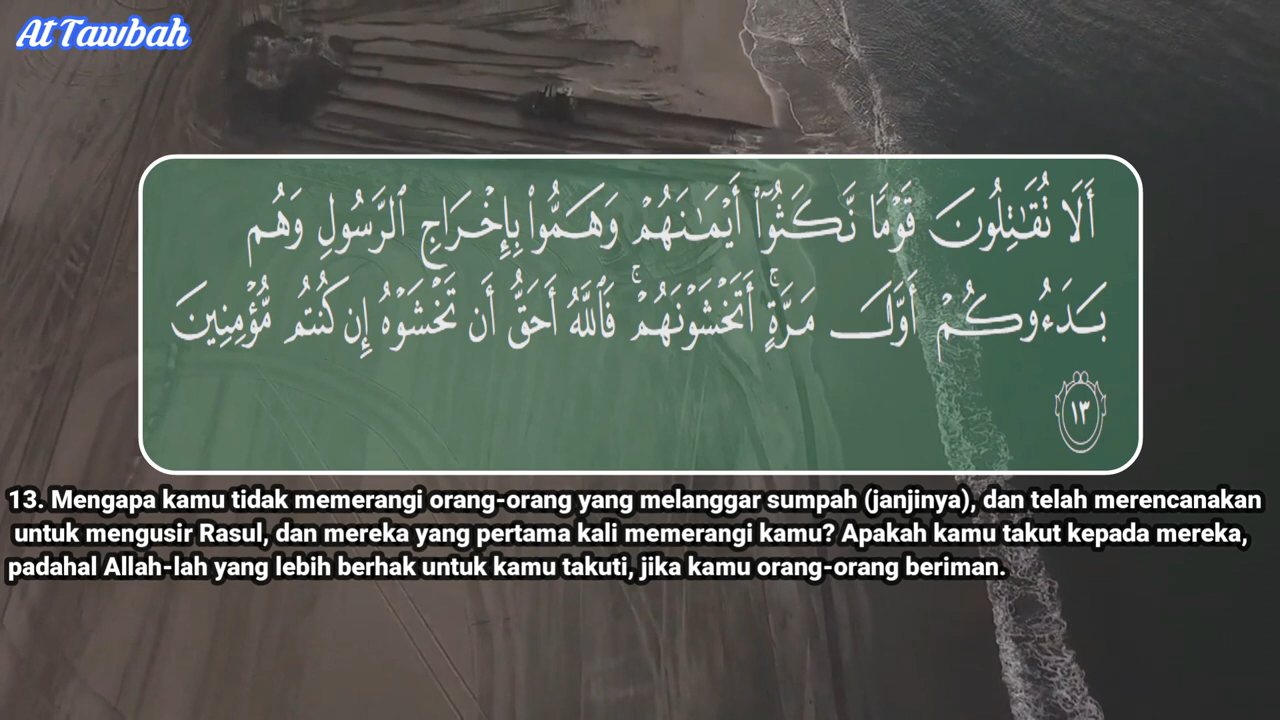 At Tawbah
أَلَا تُقَـٰتِلُونَ قَوْمًا نَّكَثُوٓا۟ أَيْمَـٰنَهُمْ وَهَمُّوا۟ بِإِخْرَاجِ ٱلرَّسُولِ وَهُم
بَدَءُوكُمْ أَوَّلَ مَرَّةٍ ۚ أَتَخْشَوْنَهُمْ ۚ فَٱللَّهُ أَحَقُّ أَن تَخْشَوْهُ إِن كُنتُم مُّؤْمِنِينَ
١٣
13. Mengapa kamu tidak memerangi orang-orang yang melanggar sumpah (janjinya), dan telah merencanakan
untuk mengusir Rasul, dan mereka yang pertama kali memerangi kamu? Apakah kamu takut kepada mereka,
padahal Allah-lah yang lebih berhak untuk kamu takuti, jika kamu orang-orang beriman.